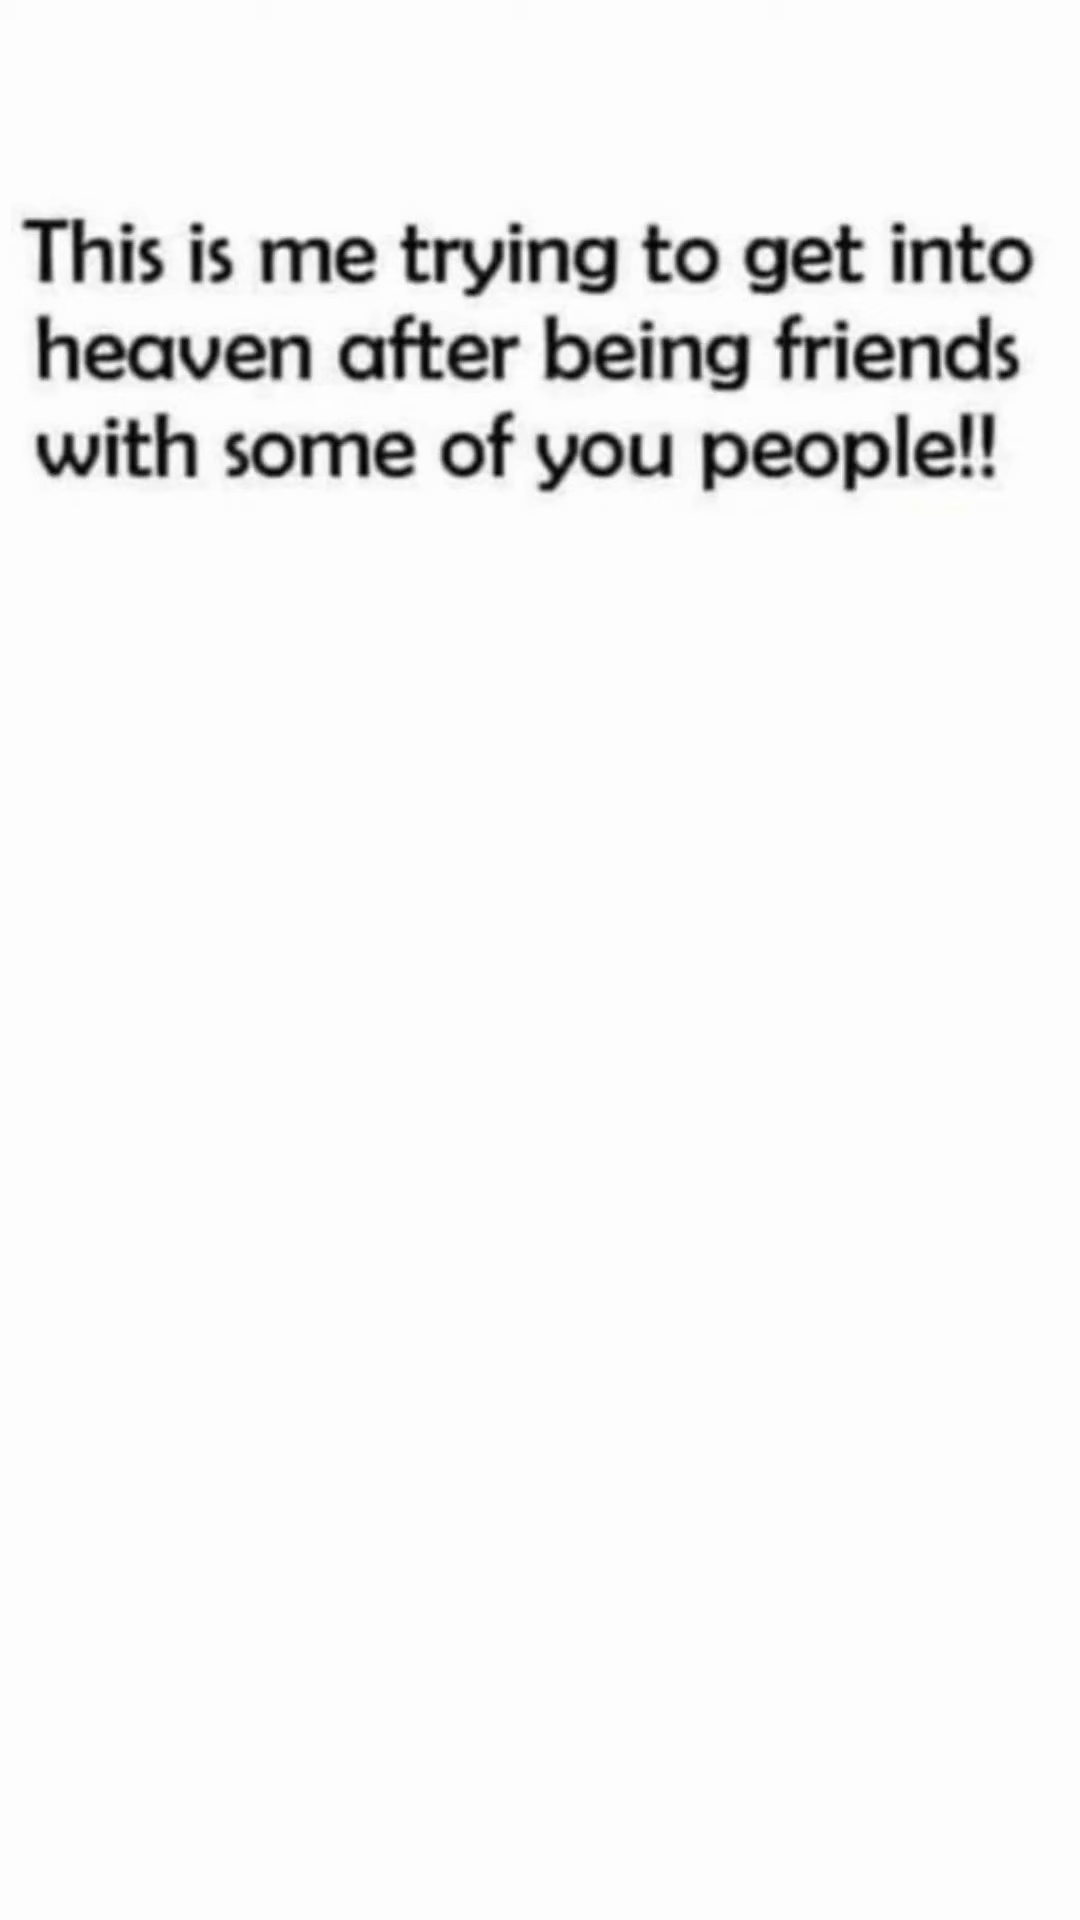 This is me trying to get into
heaven after being friends
with some of you people!!